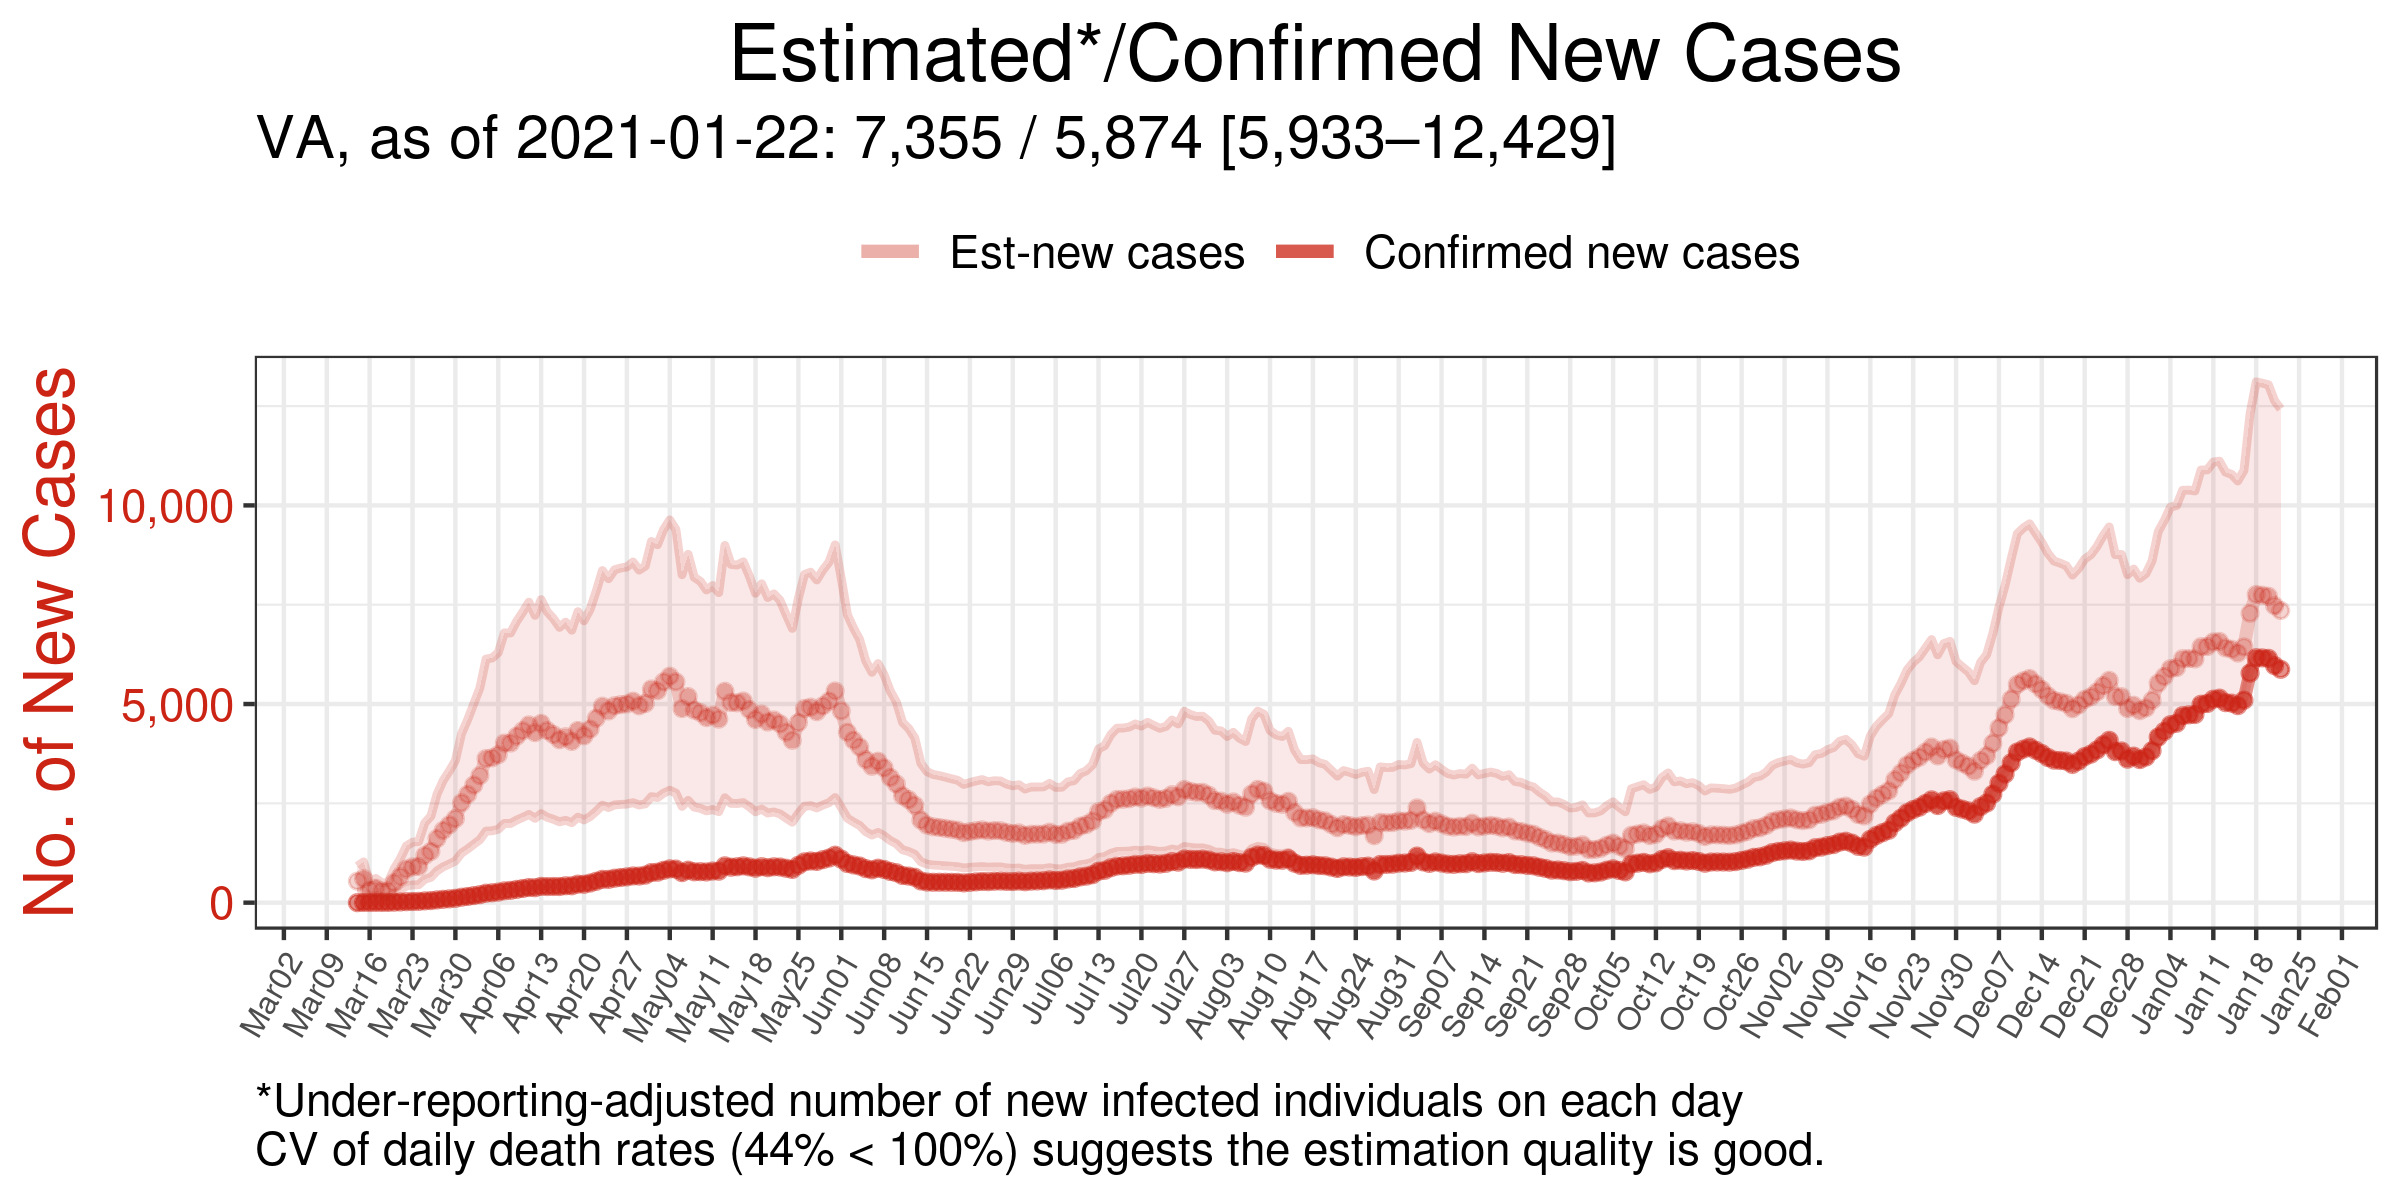 Estimated*/Confirmed New Cases
VA, as of 2021-01-22: 7,355 / 5,874 [5,933–12,429]
Est-new cases
Confirmed new cases
No. of New Cases
10,000
5,000
0
Mar02
Mar09
Mar16
Mar23
Mar30
Apr06
Apr13
Apr20
Apr27
May04
May11
May18
May25
Jun01
Jun08
Jun15
Jun22
Jun29
Jul06
Jul13
Jul20
Jul27
Aug03
Aug10
Aug17
Aug24
Aug31
Sep07
Sep14
Sep21
Sep28
Oct05
Oct12
Oct19
Oct26
Nov02
Nov09
Nov16
Nov23
Nov30
Dec07
Dec14
Dec21
Dec28
Jan04
Jan11
Jan18
Jan25
Feb01
*Under-reporting-adjusted number of new infected individuals on each day
CV of daily death rates (44% < 100%) suggests the estimation quality is good.